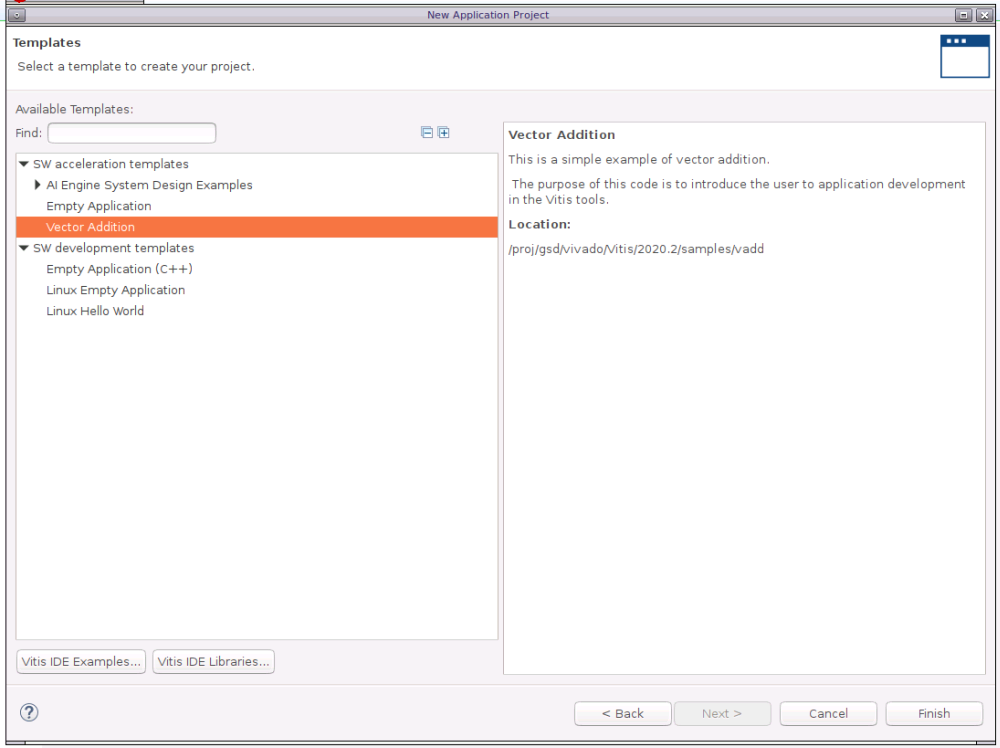 New Application Project
Templates
Select a template to create your project.
Available Templates:
Find:
SW acceleration templates
AI Engine System Design Examples
Empty Application
Vector Addition
SW development templates
Empty Application (C++)
Linux Empty Application
Linux Hello World
Vector Addition
This is a simple example of vector addition.
The purpose of this code is to introduce the user to application development
in the Vitis tools.
Location:
/proj/gsd/vivado/Vitis/2020.2/samples/vadd
Vitis IDE Examples...
Vitis IDE Libraries...
?
< Back
Next >
Cancel
Finish